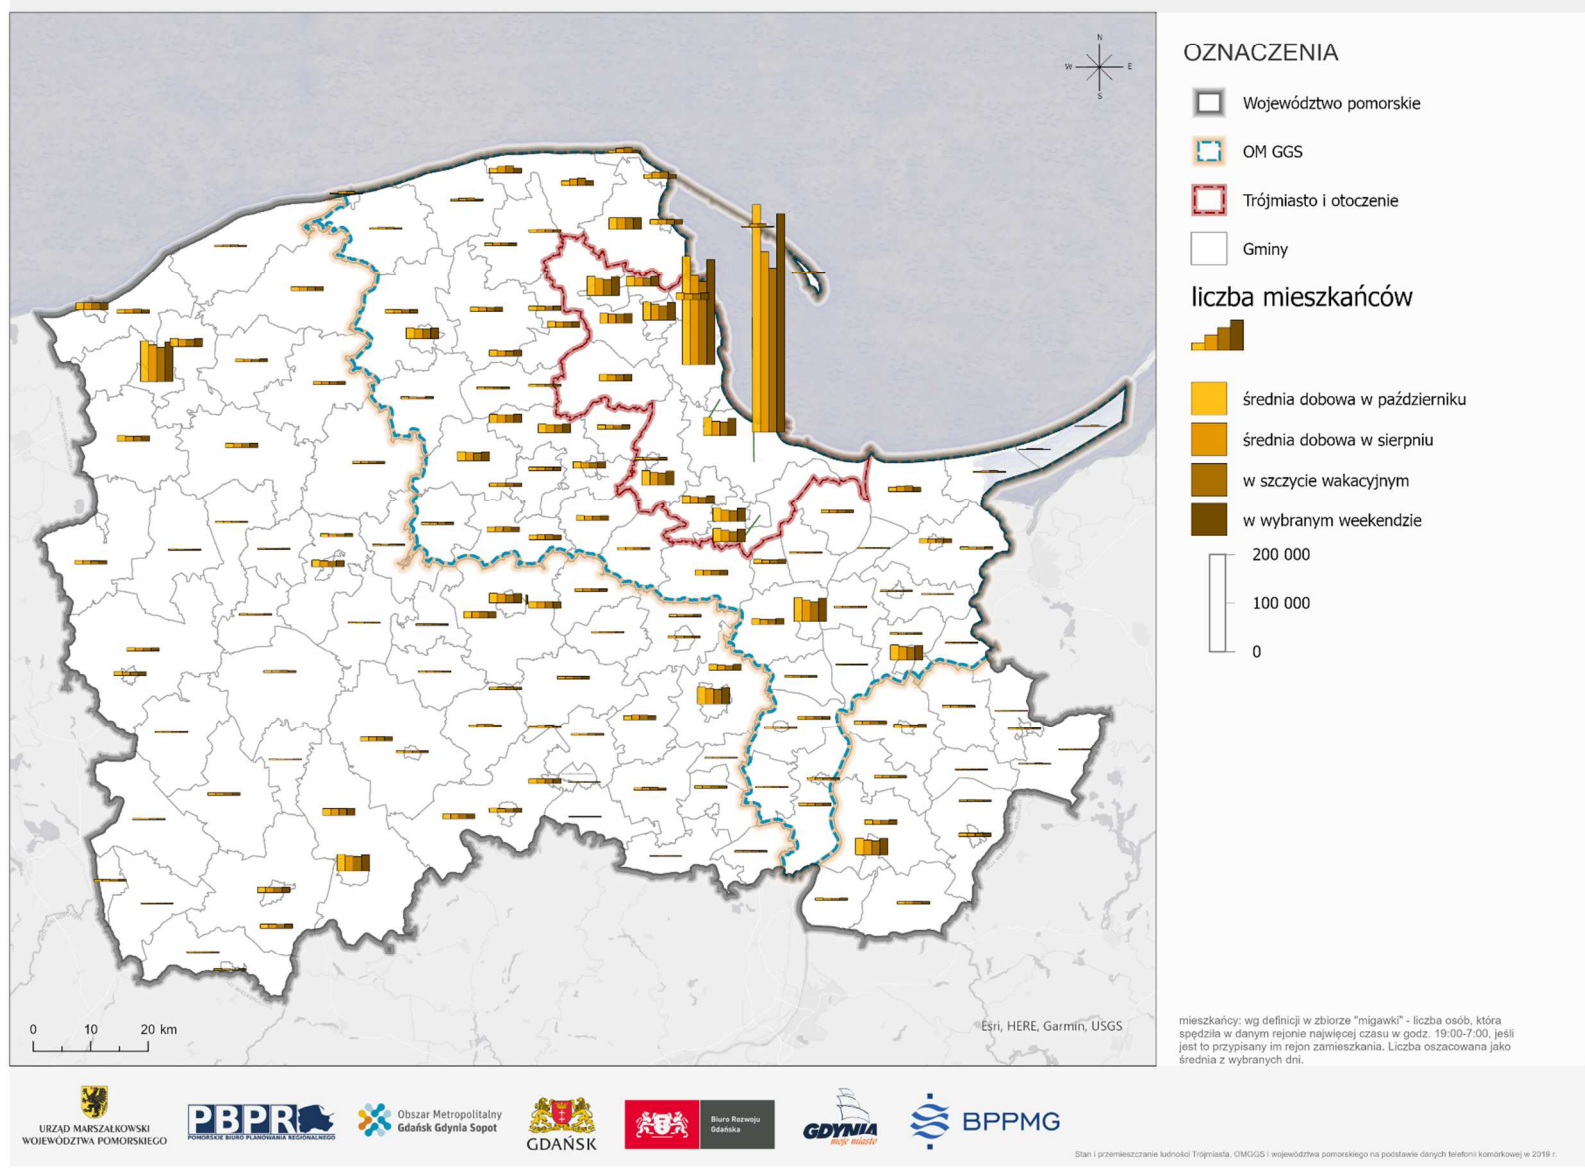 N
W
E
S
OZNACZENIA
Województwo pomorskie
OM GGS
Trójmiasto i otoczenie
Gminy
liczba mieszkańców
średnia dobowa w październiku
średnia dobowa w sierpniu
w szczycie wakacyjnym
w wybranym weekendzie
200 000
100 000
0
0 10 20 km
Esri, HERE, Garmin, USGS
mieszkańcy: wg definicji w zbiorze "migawki" - liczba osób, która
spędziła w danym rejonie najwięcej czasu w godz. 19:00-7:00, jeśli
jest to przypisany im rejon zamieszkania. Liczba oszacowana jako
średnia z wybranych dni.
URZĄD MARSZAŁKOWSKI
WOJEWÓDZTWA POMORSKIEGO
PBPR
POMORSKIE BIURO PLANOWANIA REGIONALNEGO
Obszar Metropolitalny
Gdańsk Gdynia Sopot
GDAŃSK
Biuro Rozwoju
Gdańska
GDYNIA
moje miasto
BPPMG
Stan i przemieszczanie ludności Trójmiasta, OMGGS i województwa pomorskiego na podstawie danych telefonii komórkowej w 2019 r.